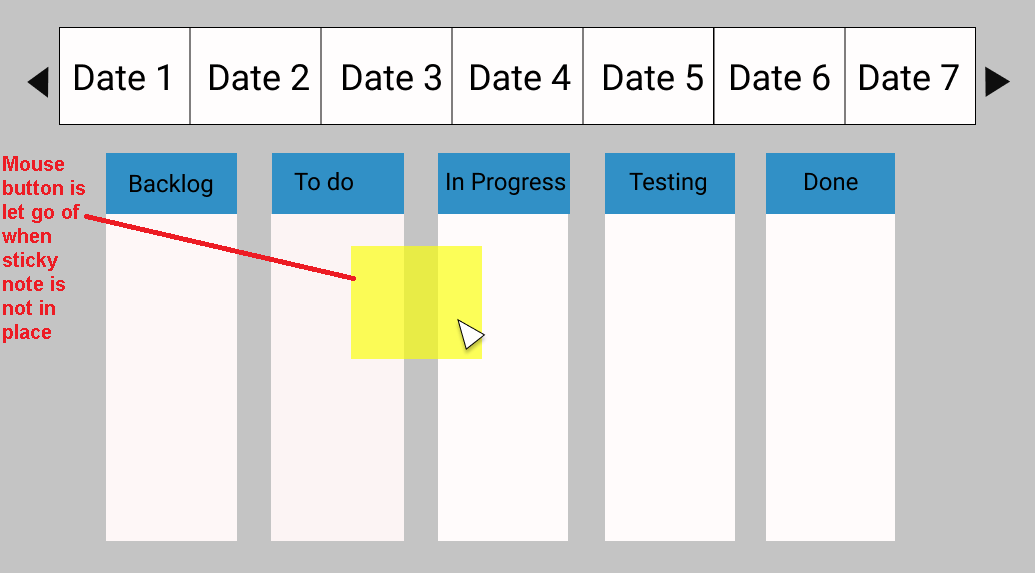 Date 1 Date 2 Date 3 Date 4 Date 5 Date 6 Date 7
Backlog To do In Progress Testing Done
Mouse
button is
let go of
when
sticky
note is
not in
place